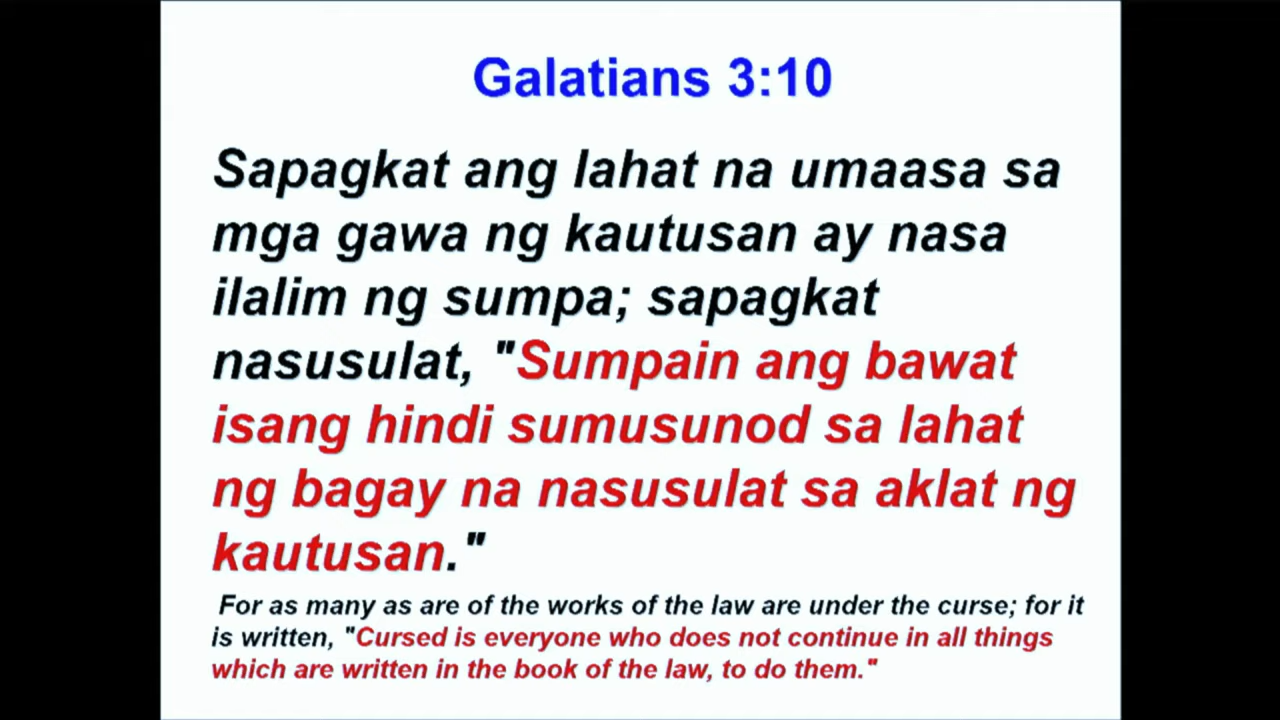 Galatians 3:10
Sapagkat ang lahat na umaasa sa
mga gawa ng kautusan ay nasa
ilalim ng sumpa; sapagkat
nasusulat, "Sumpain ang bawat
isang hindi sumusunod sa lahat
ng bagay na nasusulat sa aklat ng
kautusan."
For as many as are of the works of the law are under the curse; for it
is written, "Cursed is everyone who does not continue in all things
which are written in the book of the law, to do them."